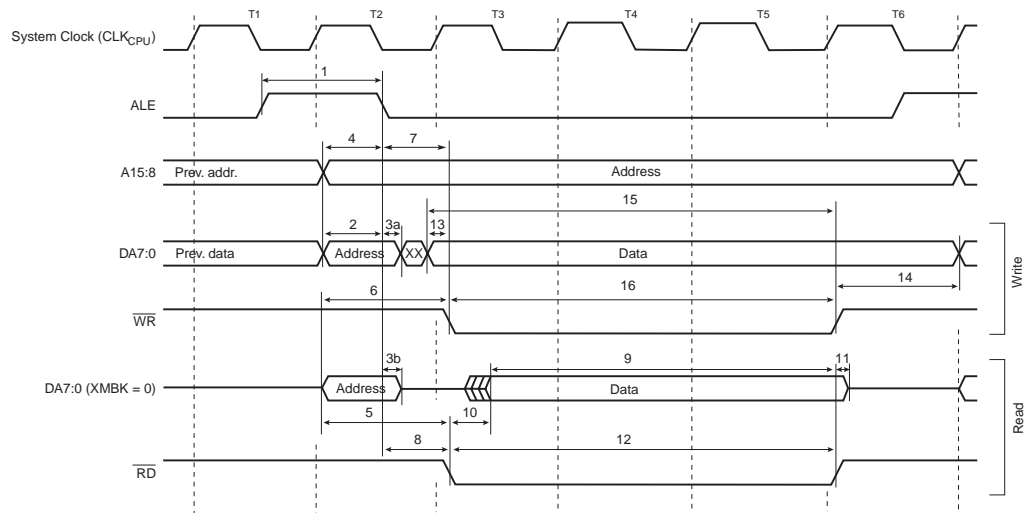 T1 T2 T3 T4 T5 T6
System Clock (CLKCPU)
1
ALE
4 7
A15:8 Prev. addr. Address
15
2 3a 13
DA7:0 Prev. data Address XX Data
14
6 16
WR
Write
3b 9 11
DA7:0 (XMBK = 0) Address Data
5 10
8 12
RD
Read